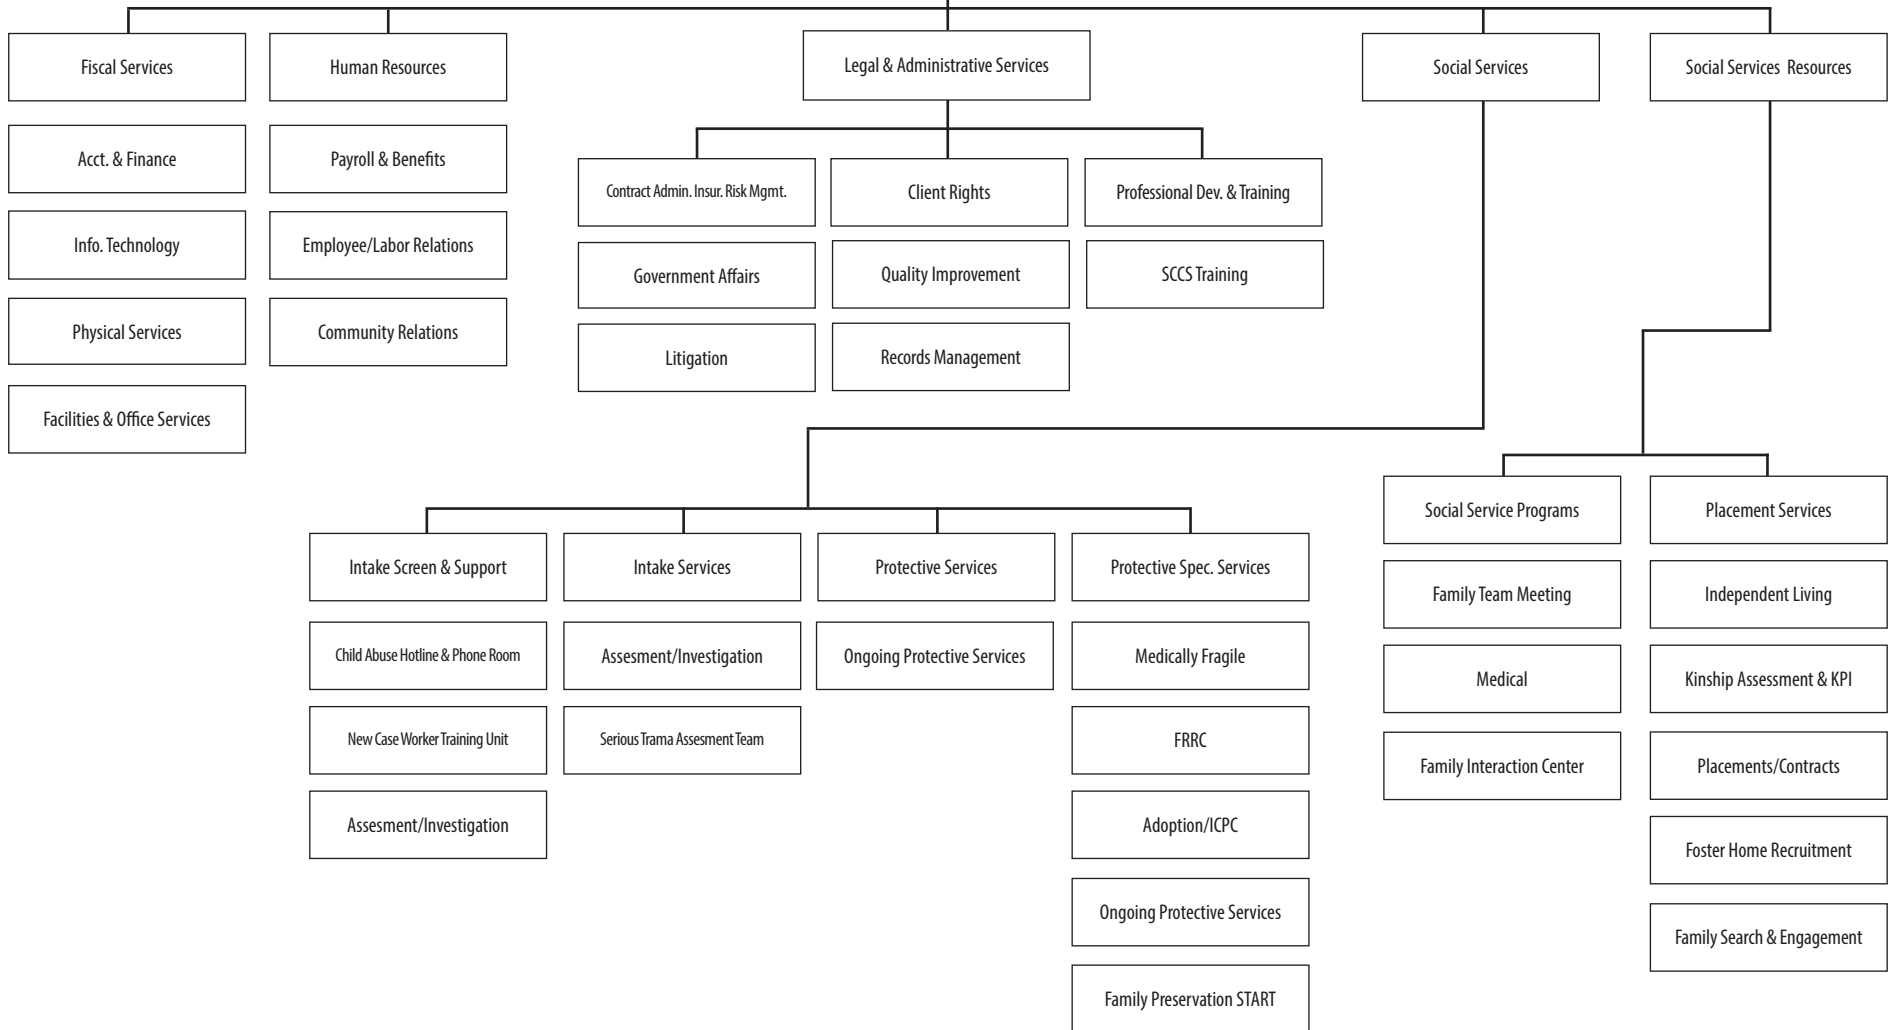 Fiscal Services
Human Resources
Legal & Administrative Services
Social Services
Social Services Resources
Acct. & Finance
Info. Technology
Physical Services
Facilities & Office Services
Payroll & Benefits
Employee/Labor Relations
Community Relations
Contract Admin. Insur. Risk Mgmt.
Government Affairs
Litigation
Client Rights
Quality Improvement
Records Management
Professional Dev. & Training
SCCS Training
Intake Screen & Support
Child Abuse Hotline & Phone Room
New Case Worker Training Unit
Assesment/Investigation
Intake Services
Assesment/Investigation
Serious Trama Assesment Team
Protective Services
Ongoing Protective Services
Protective Spec. Services
Medically Fragile
FRRC
Adoption/ICPC
Ongoing Protective Services
Family Preservation START
Social Service Programs
Family Team Meeting
Medical
Family Interaction Center
Placement Services
Independent Living
Kinship Assessment & KPI
Placements/Contracts
Foster Home Recruitment
Family Search & Engagement